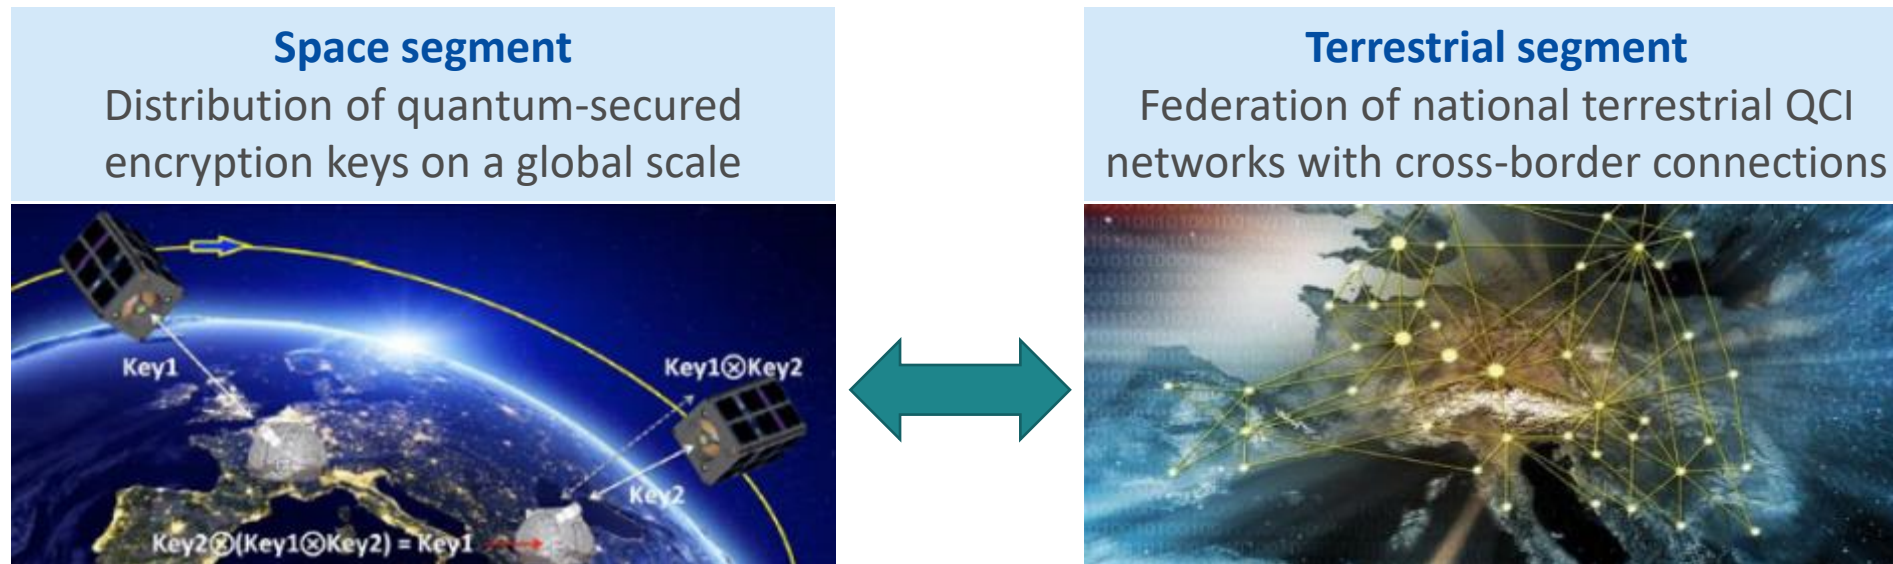 Space segment
Distribution of quantum-secured
encryption keys on a global scale
Key1
Key1⊗Key2
Key2
Key2⊗(Key1⊗Key2) = Key1
Terrestrial segment
Federation of national terrestrial QCI
networks with cross-border connections